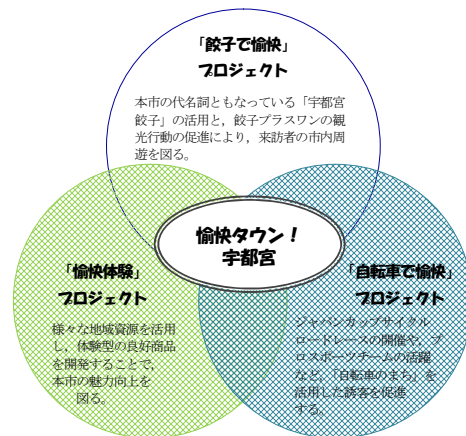 「餃子で愉快」
プロジェクト
本市の代名詞ともなっている「宇都宮
餃子」の活用と，餃子プラスワンの観
光行動の促進により，来訪者の市内周
遊を図る。
愉快タウン！
宇都宮
「愉快体験」
プロジェクト
様々な地域資源を活用
し，体験型の良好商品
を開発することで，
本市の魅力向上を
図る。
「自転車で愉快」
プロジェクト
ジャパンカップサイクル
ロードレースの開催や，プ
ロスポーツチームの活躍
など，「自転車のまち」を
活用した誘客を促進
する。